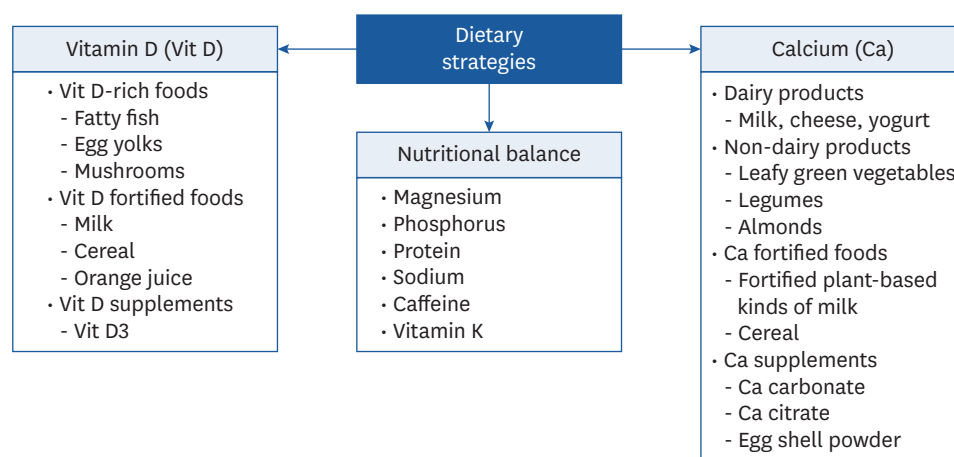 Dietary
strategies
Vitamin D (Vit D)
· Vit D-rich foods
- Fatty fish
- Egg yolks
- Mushrooms
· Vit D fortified foods
- Milk
- Cereal
- Orange juice
· Vit D supplements
- Vit D3
Nutritional balance
· Magnesium
· Phosphorus
· Protein
· Sodium
· Caffeine
· Vitamin K
Calcium (Ca)
· Dairy products
- Milk, cheese, yogurt
· Non-dairy products
- Leafy green vegetables
- Legumes
- Almonds
· Ca fortified foods
- Fortified plant-based
kinds of milk
- Cereal
· Ca supplements
- Ca carbonate
- Ca citrate
- Egg shell powder